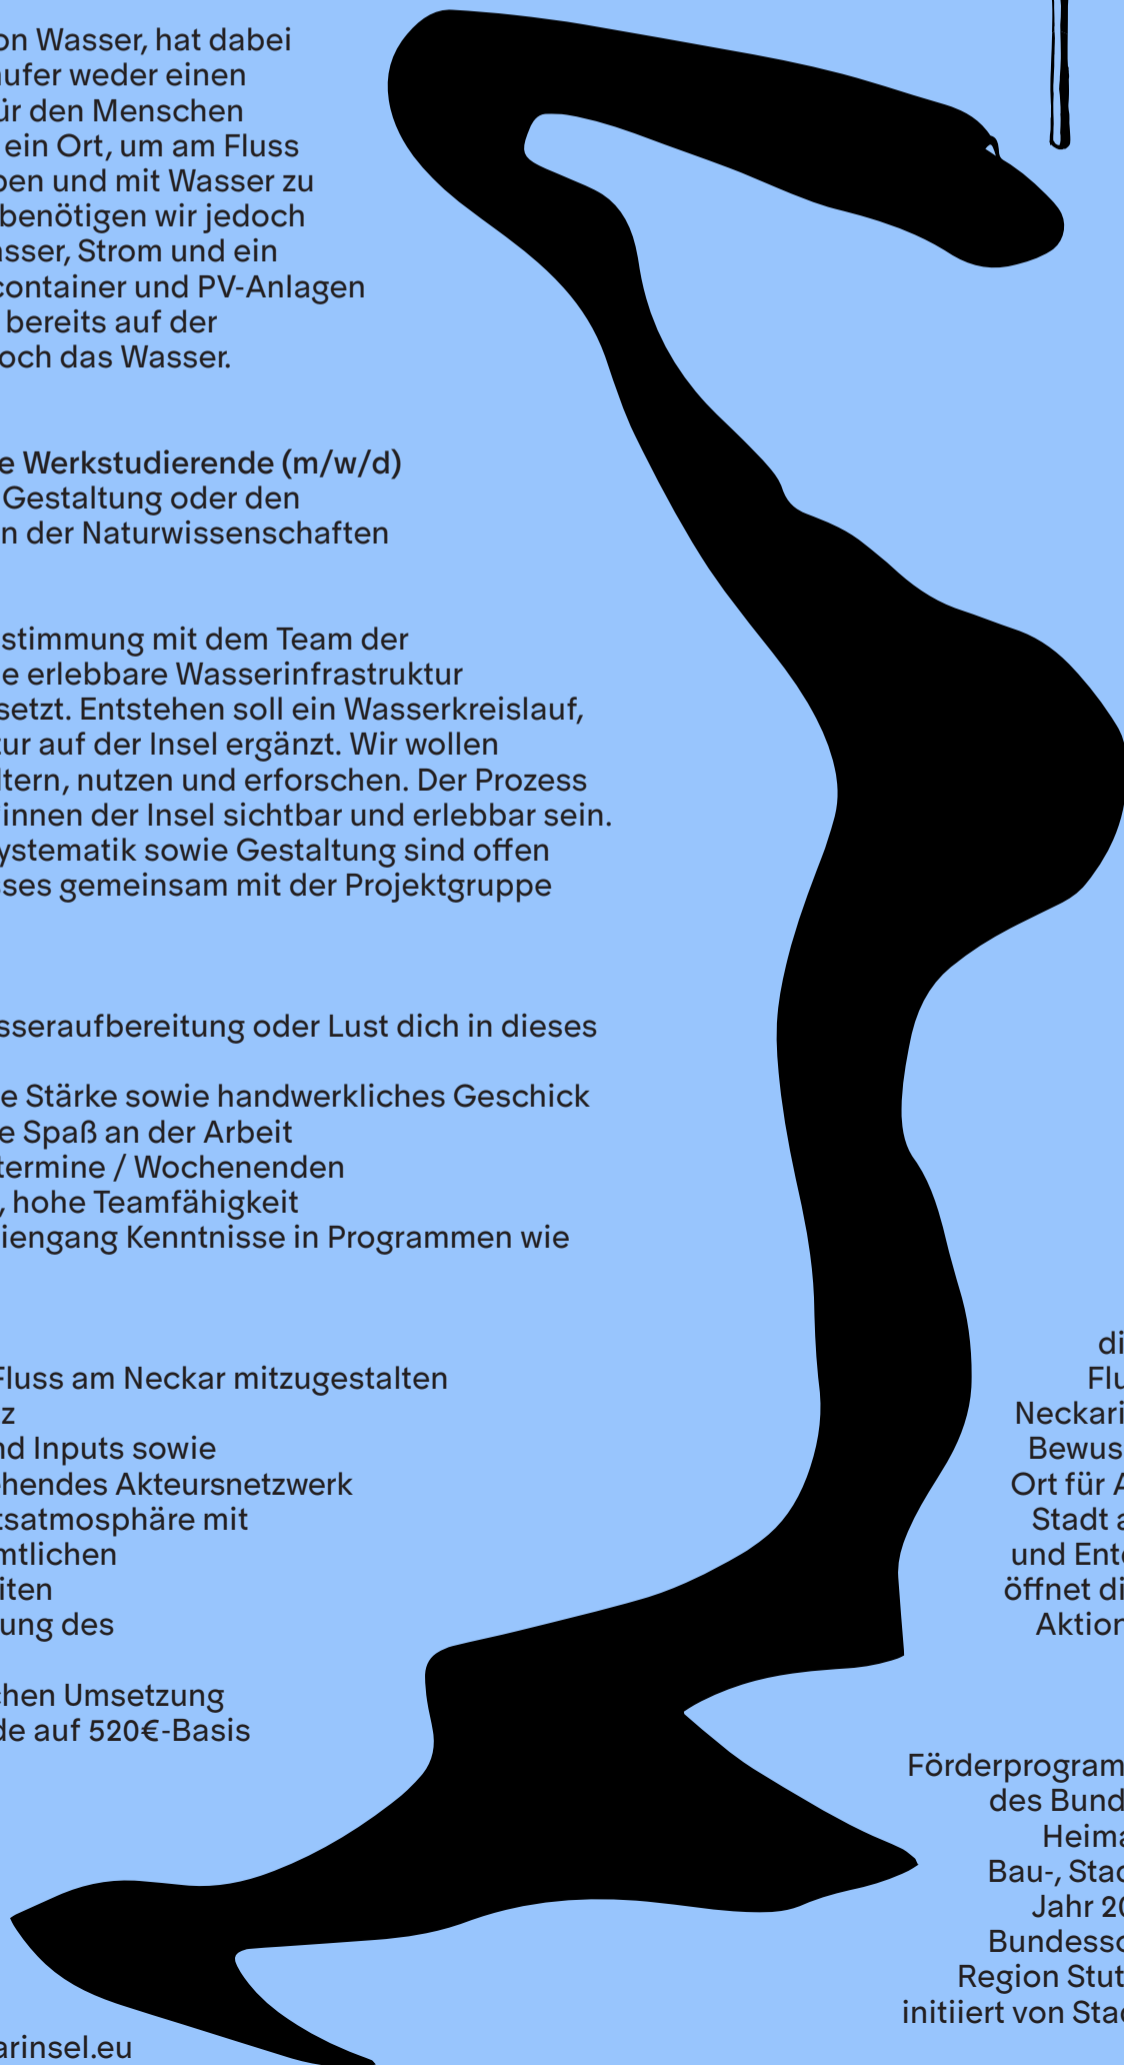 on Wasser, hat dabei
ufer weder einen
ür den Menschen
ein Ort, um am Fluss
ben und mit Wasser zu
benötigen wir jedoch
asser, Strom und ein
container und PV-Anlagen
bereits auf der
och das Wasser.
e Werkstudierende (m/w/d)
Gestaltung oder den
n der Naturwissenschaften
stimmung mit dem Team der
e erlebbare Wasserinfrastruktur
setzt. Entstehen soll ein Wasserkreislauf,
tur auf der Insel ergänzt. Wir wollen
ltern, nutzen und erforschen. Der Prozess
innen der Insel sichtbar und erlebbar sein.
ystematik sowie Gestaltung sind offen
sses gemeinsam mit der Projektgruppe
sseraufbereitung oder Lust dich in dieses
e Stärke sowie handwerkliches Geschick
e Spaß an der Arbeit
termine / Wochenenden
, hohe Teamfähigkeit
iengang Kenntnisse in Programmen wie
Fluss am Neckar mitzugestalten
z
nd Inputs sowie
ehendes Akteursnetzwerk
tsatmosphäre mit
mtlichen
iten
ung des
chen Umsetzung
de auf 520€-Basis
arinsel.eu
di
Flu
Neckari
Bewus
Ort für A
Stadt a
und Ent
öffnet di
Aktion
Förderprogram
des Bund
Heima
Bau-, Stad
Jahr 20
Bundess
Region Stut
initiiert von Sta